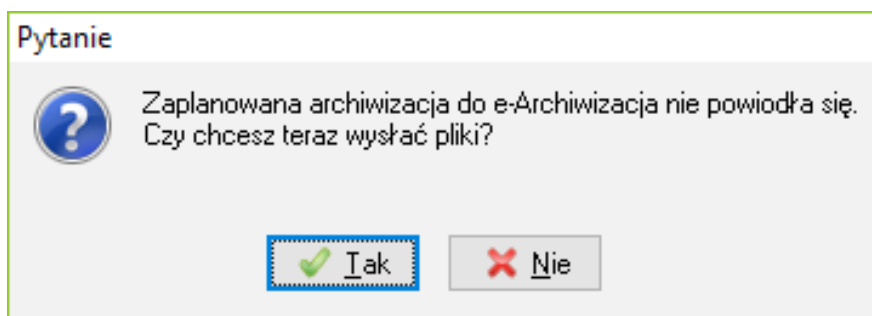 Pytanie
Zaplanowana archiwizacja do e-Archiwizacja nie powiodła się.
Czy chcesz teraz wysłać pliki?
Tak
Nie